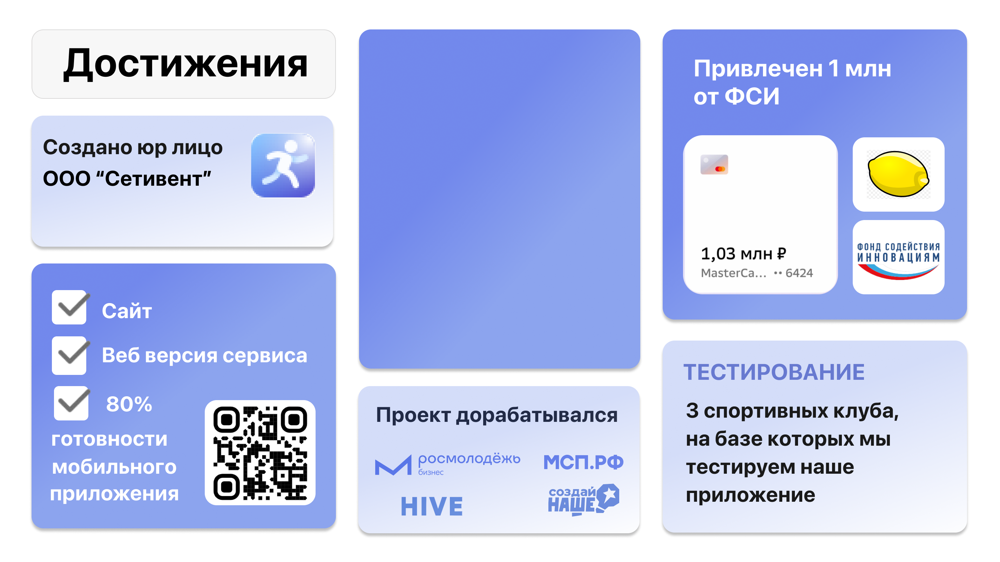 Достижения
Создано юр лицо
ООО “Сетивент”
Сайт
Веб версия сервиса
80%
готовности
мобильного
приложения
Проект дорабатывался
росмолодёжь
бизнес
МСП.РФ
HIVE
создай
НАШЕ
Привлечен 1 млн
от ФСИ
1,03 млн ₽
MasterCa... •• 6424
ФОНД СОДЕЙСТВИЯ
ИННОВАЦИЯМ
ТЕСТИРОВАНИЕ
3 спортивных клуба,
на базе которых мы
тестируем наше
приложение